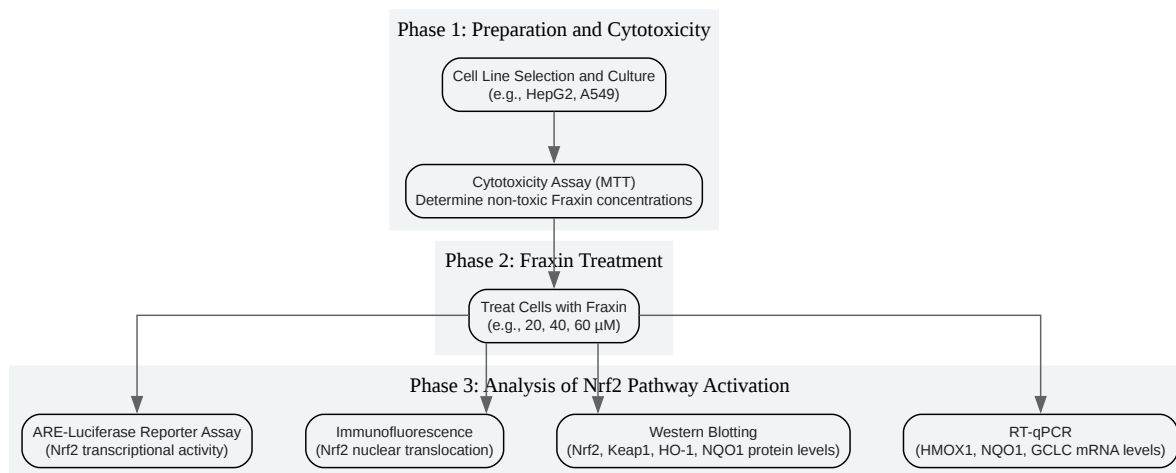 Phase 1: Preparation and Cytotoxicity
Cell Line Selection and Culture
(e.g., HepG2, A549)
Cytotoxicity Assay (MTT)
Determine non-toxic Fraxin concentrations
Phase 2: Fraxin Treatment
Treat Cells with Fraxin
(e.g., 20, 40, 60 µM)
Phase 3: Analysis of Nrf2 Pathway Activation
ARE-Luciferase Reporter Assay
(Nrf2 transcriptional activity)
Immunofluorescence
(Nrf2 nuclear translocation)
Western Blotting
(Nrf2, Keap1, HO-1, NQO1 protein levels)
RT-qPCR
(HMOX1, NQO1, GCLC mRNA levels)